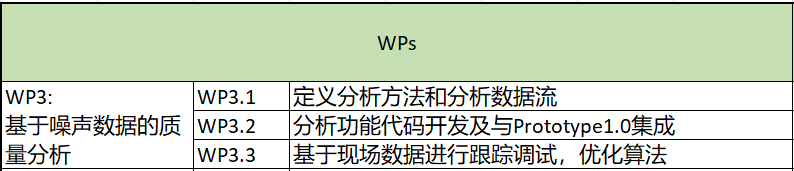 WPs
WP3:
基于噪声数据的质
量分析
WP3.1 定义分析方法和分析数据流
WP3.2 分析功能代码开发及与Prototype1.0集成
WP3.3 基于现场数据进行跟踪调试，优化算法